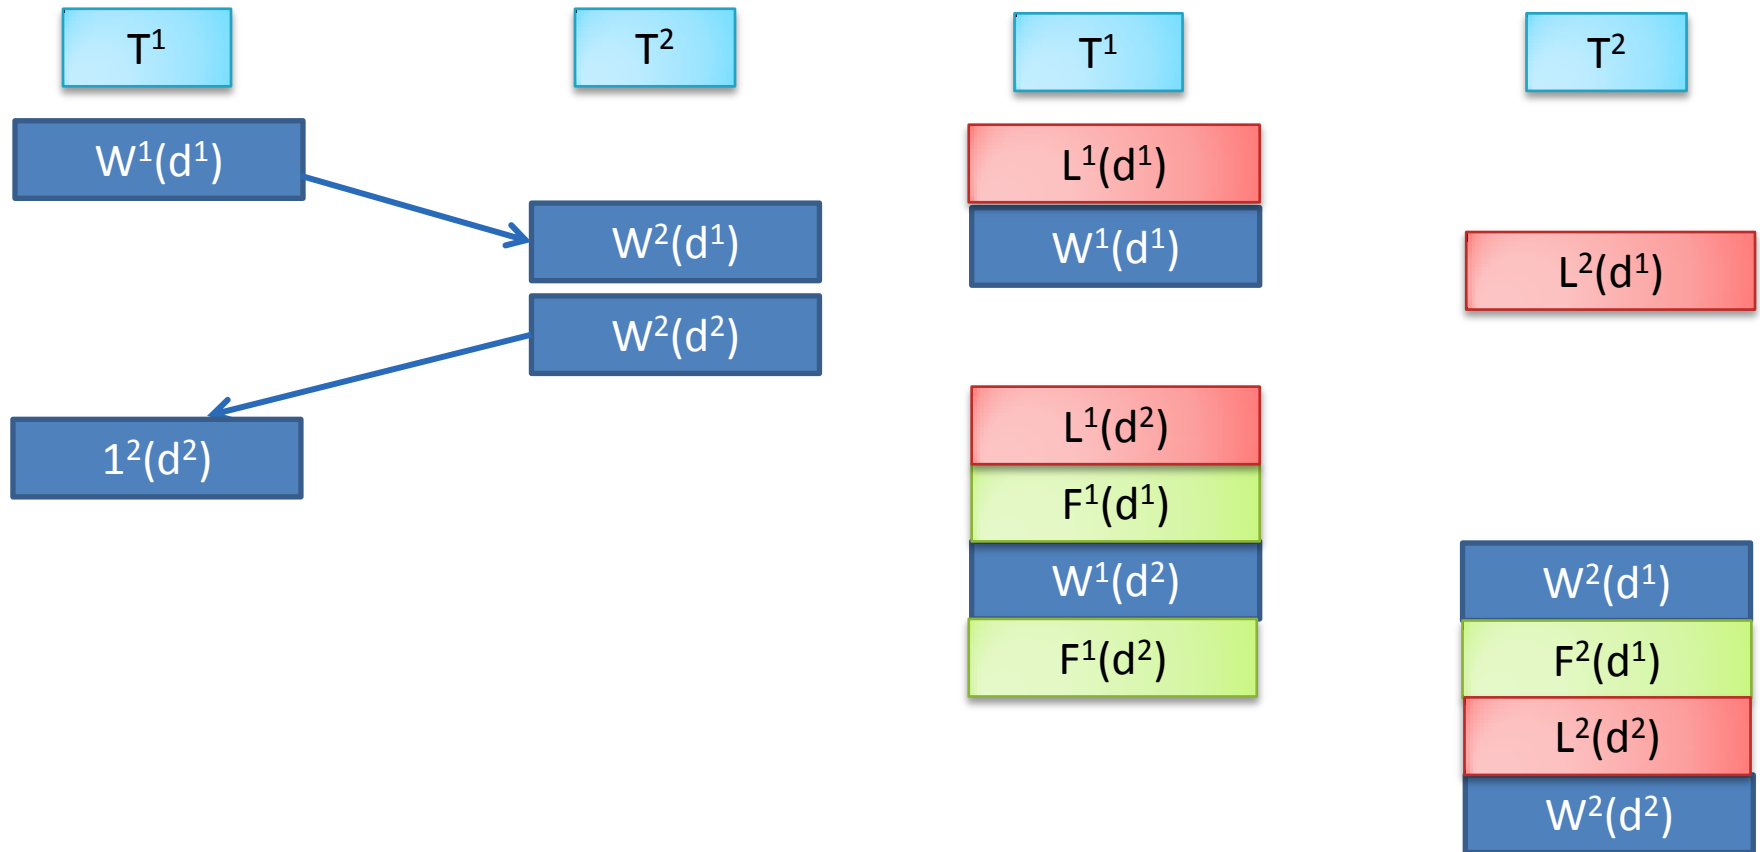 T¹
T²
W¹(d¹)
W²(d¹)
W²(d²)
1²(d²)
T¹
T²
L¹(d¹)
W¹(d¹)
L²(d¹)
L¹(d²)
F¹(d¹)
W¹(d²)
F¹(d²)
W²(d¹)
F²(d¹)
L²(d²)
W²(d²)